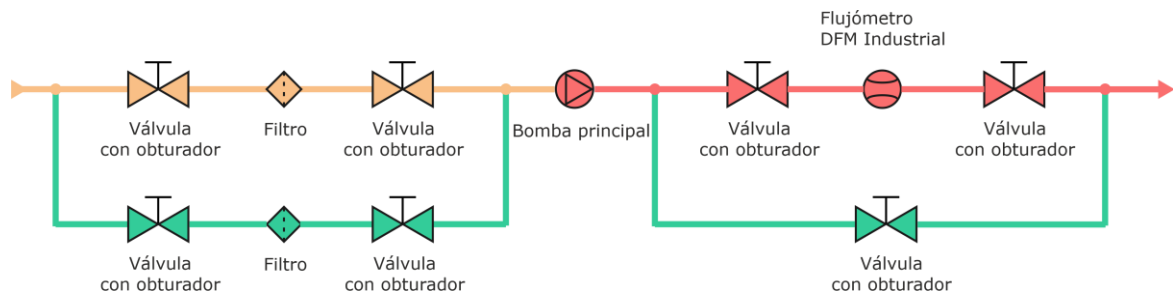 Flujómetro
DFM Industrial
Válvula
con obturador
Filtro
Válvula
con obturador
Bomba principal
Válvula
con obturador
Válvula
con obturador
Válvula
con obturador
Filtro
Válvula
con obturador
Válvula
con obturador